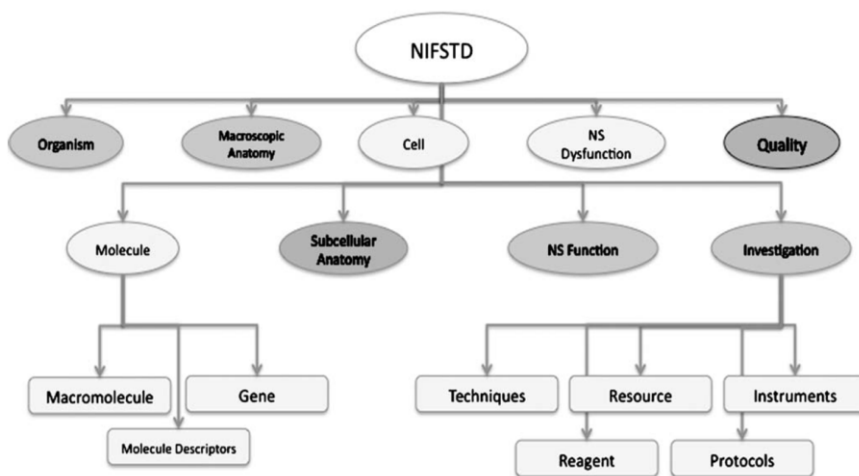 NIFSTD
Organism
Macroscopic
Anatomy
Cell
NS
Dysfunction
Quality
Molecule
Subcellular
Anatomy
NS Function
Investigation
Macromolecule
Gene
Molecule Descriptors
Techniques
Resource
Instruments
Reagent
Protocols